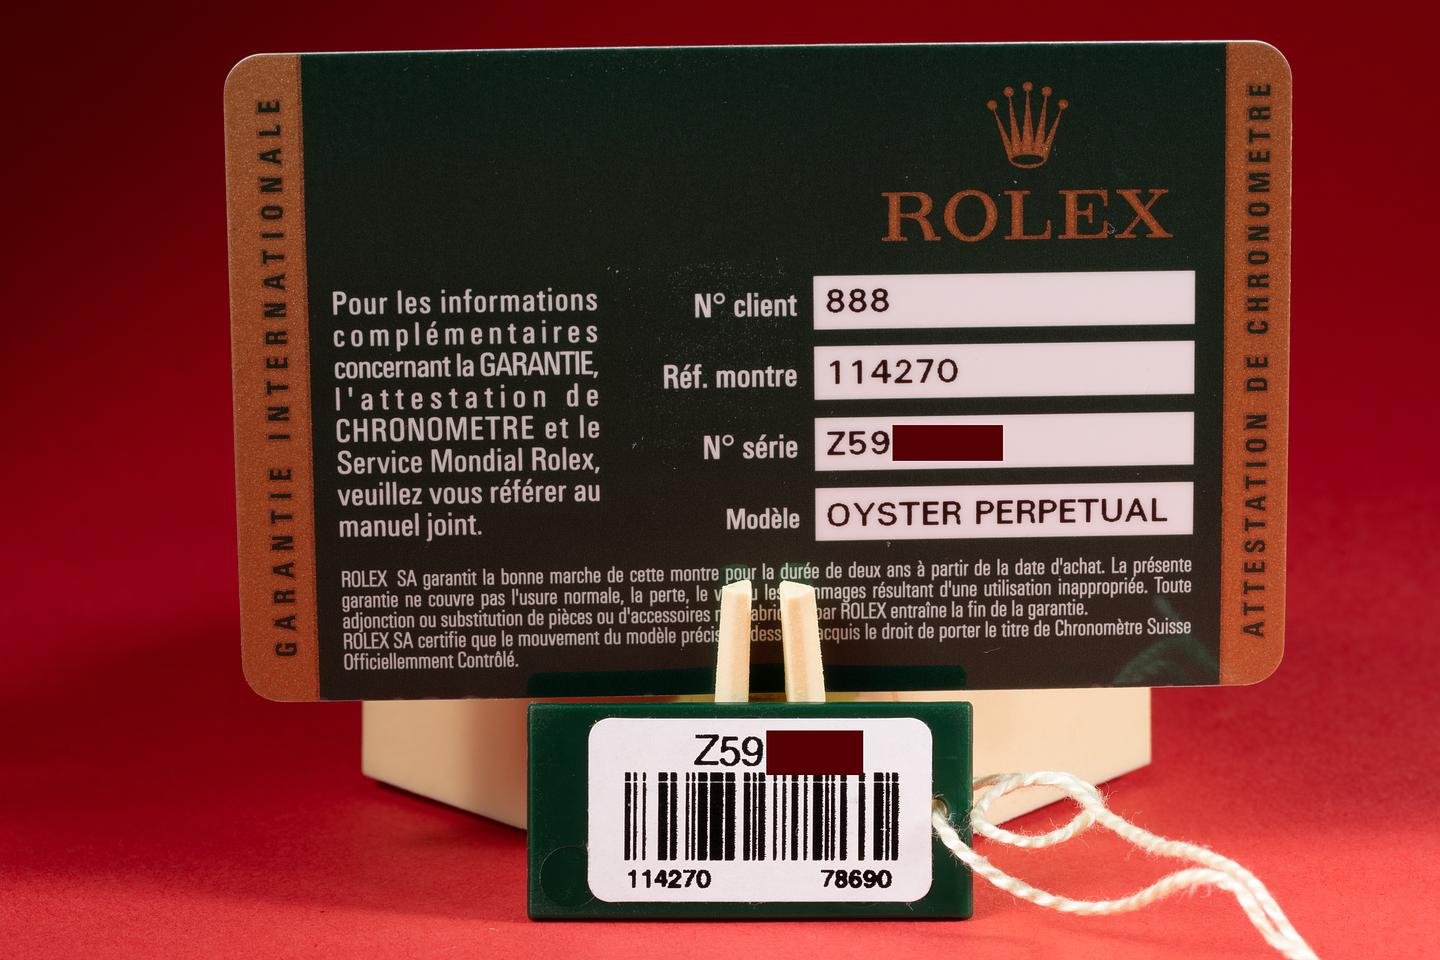 GARANTIE INTERNATIONALE
ROLEX
Pour les informations
complémentaires
concernant la GARANTIE,
l'attestation de
CHRONOMETRE et le
Service Mondial Rolex,
veuillez vous référer au
manuel joint.
N° client 888
Réf. montre 114270
N° série Z59
Modèle OYSTER PERPETUAL
ROLEX SA garantit la bonne marche de cette montre pour la durée de deux ans à partir de la date d'achat. La présente
garantie ne couvre pas l'usure normale, la perte, le les résultant d'une utilisation inappropriée. Toute
adjonction ou substitution de pièces ou d'accessoires par ROLEX entraîne la fin de la garantie.
ROLEX SA certifie que le mouvement du modèle acquis le droit de porter le titre de Chronomètre Suisse
Officiellemment Contrôlé.
ATTESTATION DE CHRONOMETRE
Z59
114270 78690